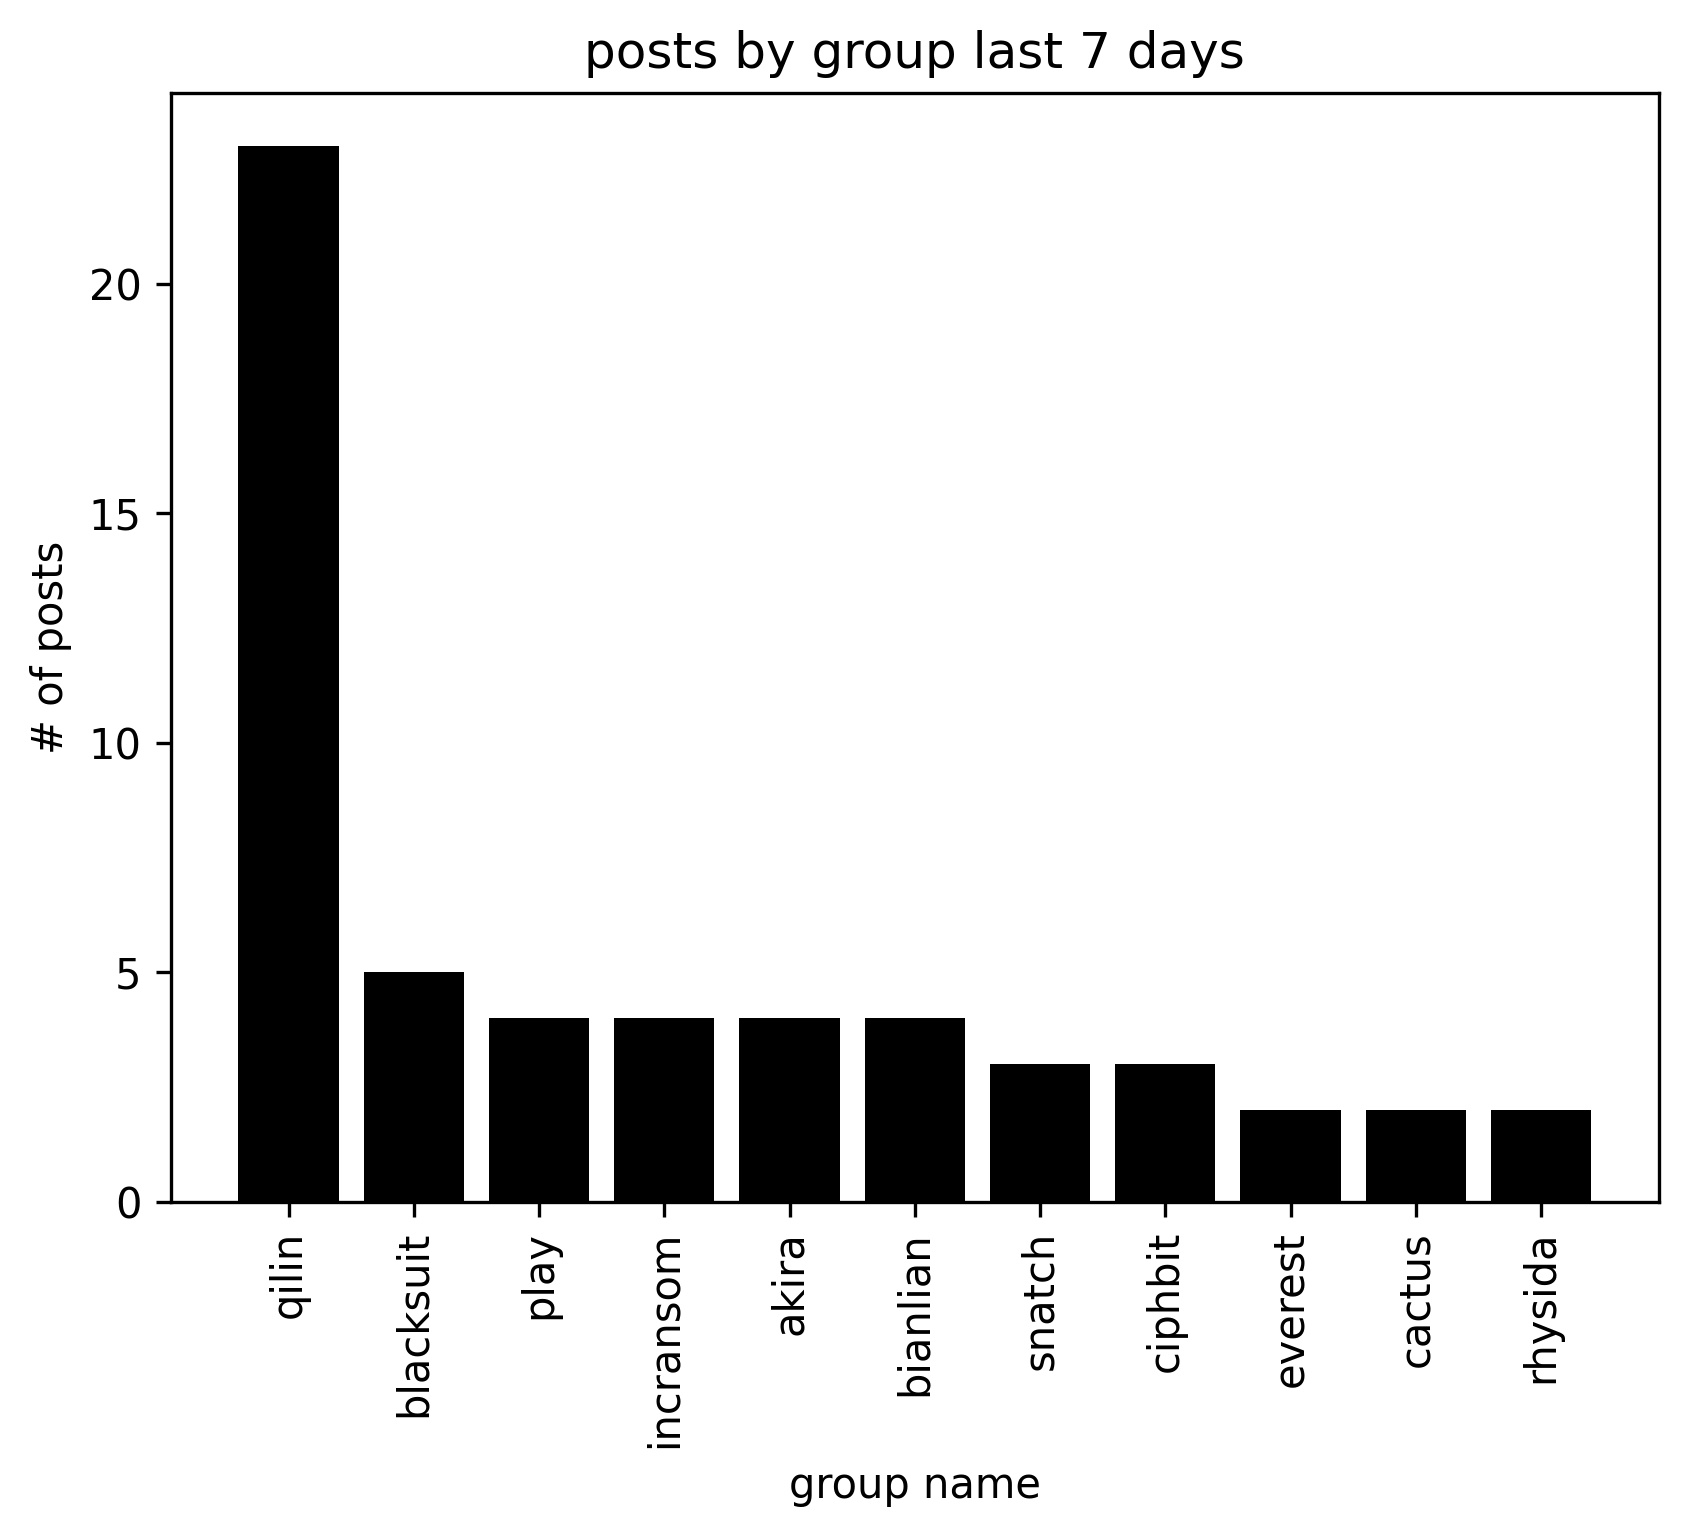 posts by group last 7 days
# of posts
20
15
10
5
0
qilin
blacksuit
play
incransom
akira
bianlian
snatch
ciphbit
everest
cactus
rhysida
group name